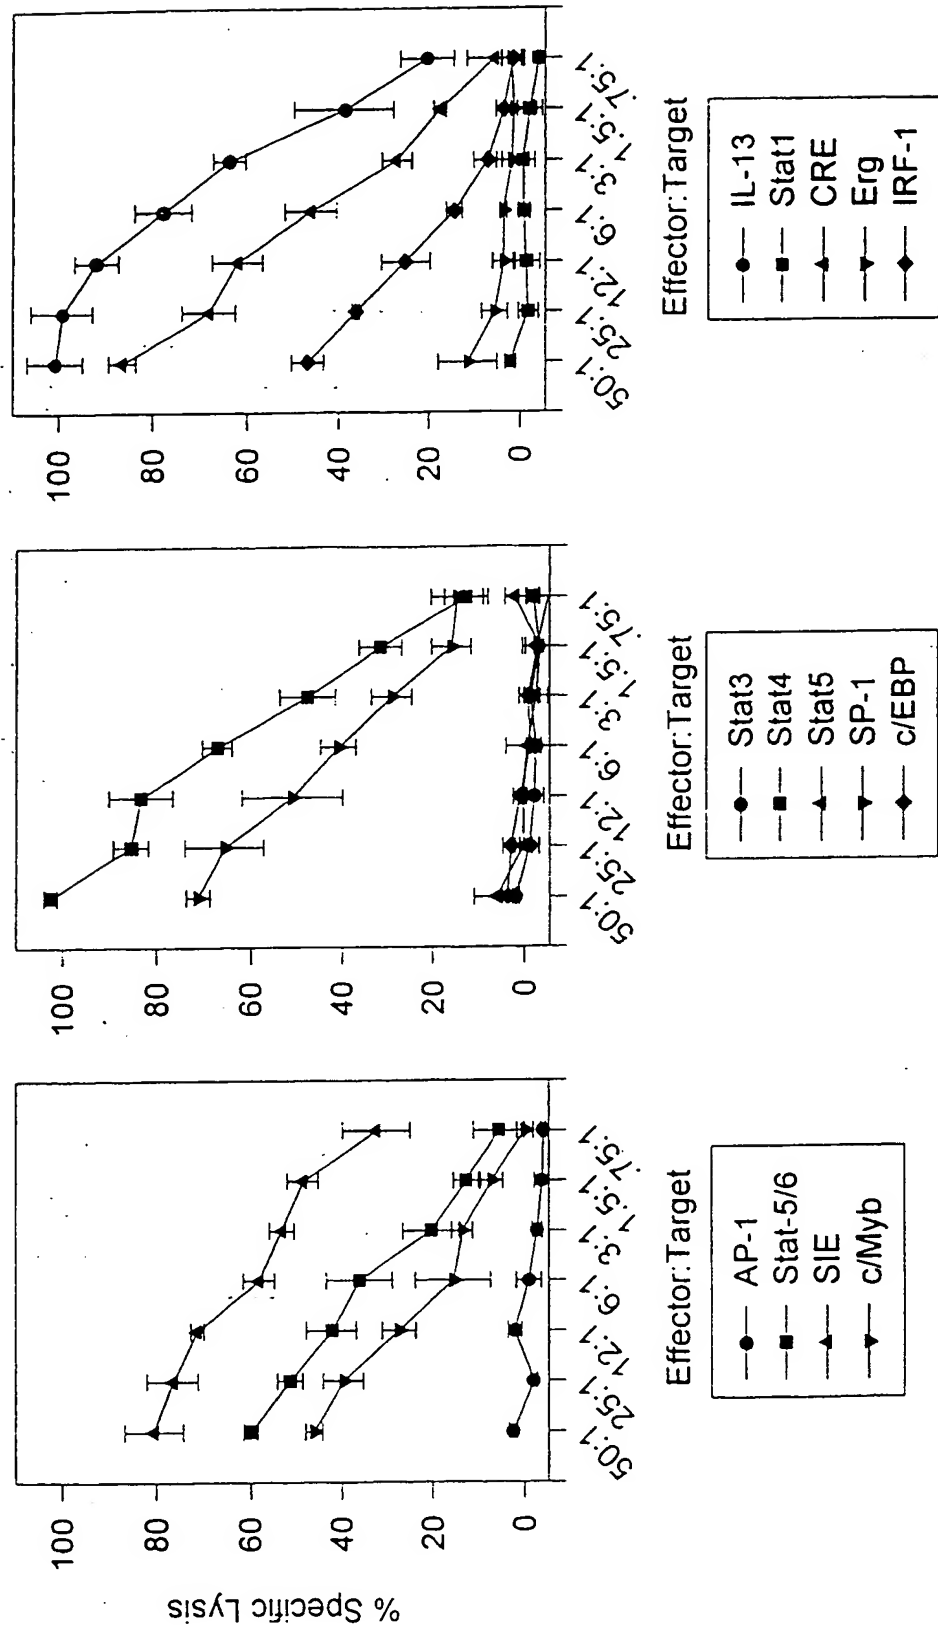 % Specific Lysis
100
80
60
40
20
0
50:1
25:1
12:1
6:1
3:1
1.5:1
.75:1
Effector:Target
AP-1
Stat-5/6
SIE
c/Myb
100
80
60
40
20
0
50:1
25:1
12:1
6:1
3:1
1.5:1
.75:1
Effector:Target
Stat3
Stat4
Stat5
SP-1
c/EBP
100
80
60
40
20
0
50:1
25:1
12:1
6:1
3:1
1.5:1
.75:1
Effector:Target
IL-13
Stat1
CRE
Erg
IRF-1